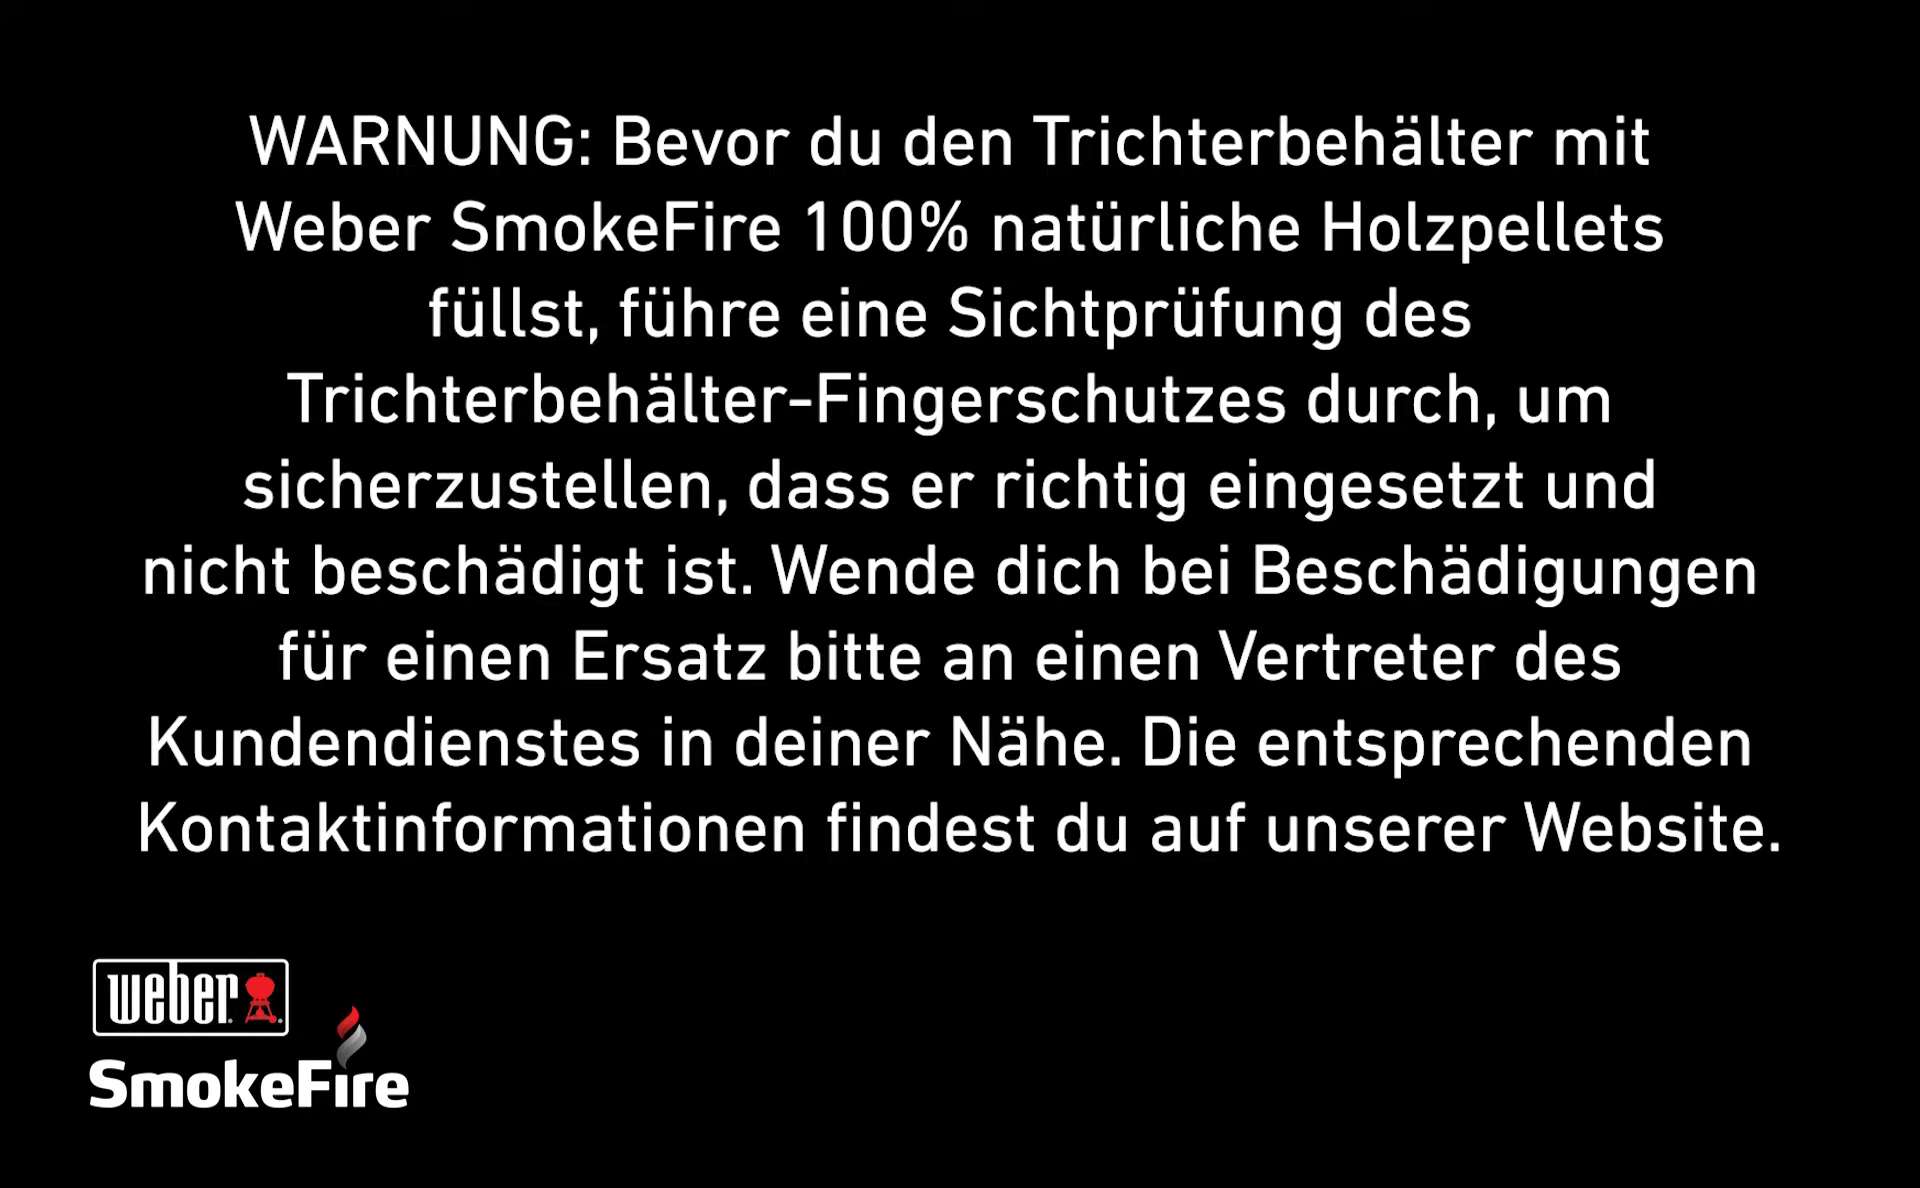 WARNUNG: Bevor du den Trichterbehälter mit
Weber SmokeFire 100% natürliche Holzpellets
füllst, führe eine Sichtprüfung des
Trichterbehälter-Fingerschutzes durch, um
sicherzustellen, dass er richtig eingesetzt und
nicht beschädigt ist. Wende dich bei Beschädigungen
für einen Ersatz bitte an einen Vertreter des
Kundendienstes in deiner Nähe. Die entsprechenden
Kontaktinformationen findest du auf unserer Website.
weber
SmokeFire